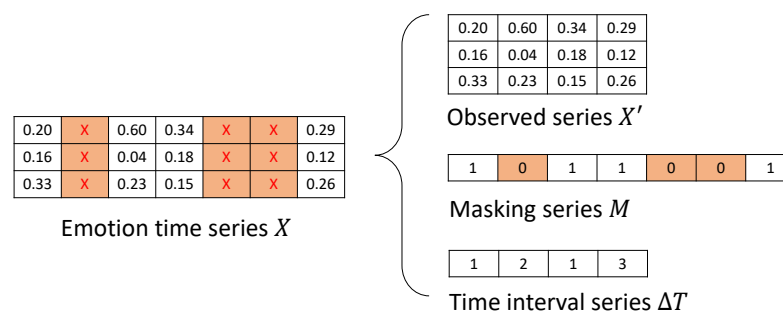 0.20 X 0.60 0.34 X X 0.29
0.16 X 0.04 0.18 X X 0.12
0.33 X 0.23 0.15 X X 0.26
Emotion time series X
0.20 0.60 0.34 0.29
0.16 0.04 0.18 0.12
0.33 0.23 0.15 0.26
Observed series X′
1 0 1 1 0 0 1
Masking series M
1 2 1 3
Time interval series ΔT